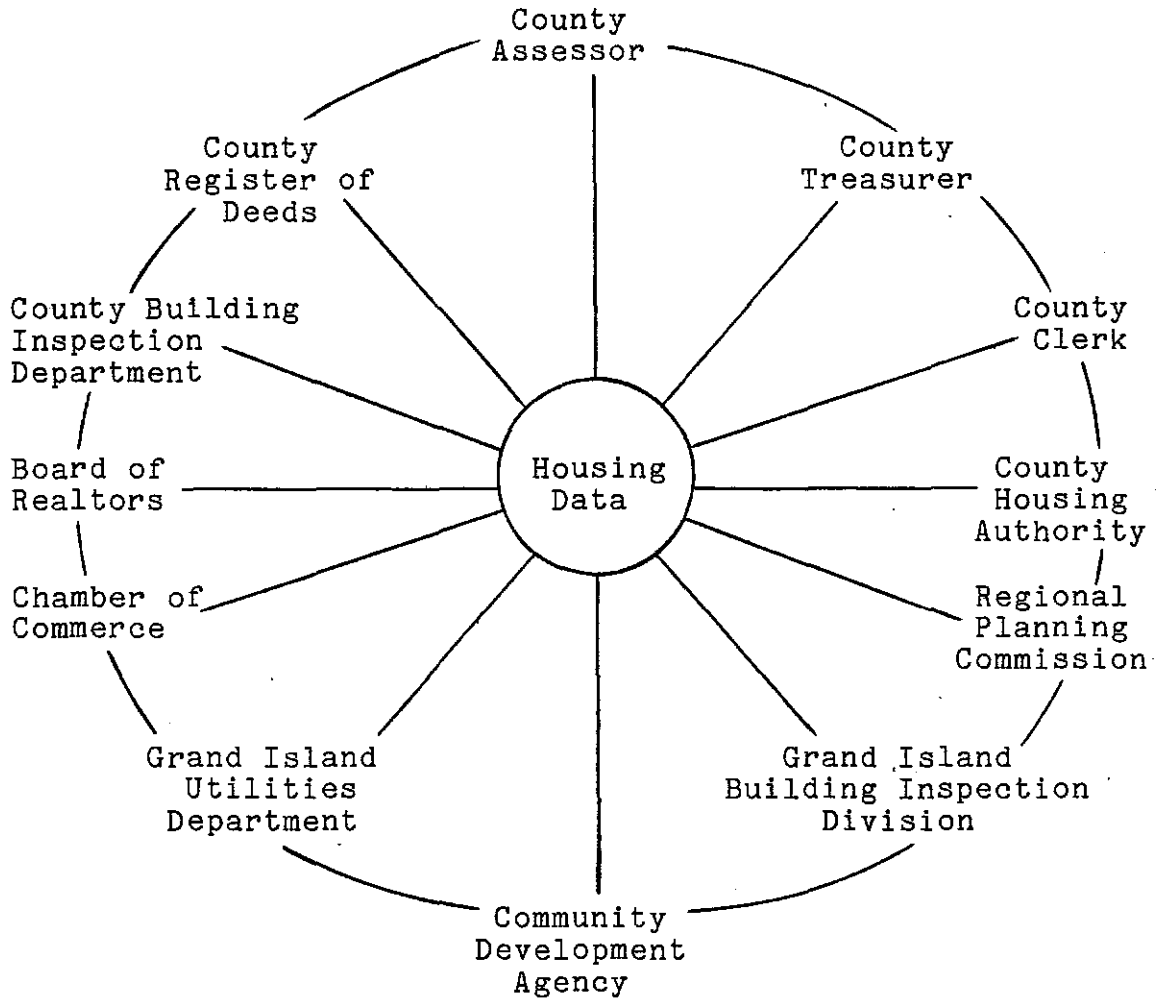 County
Assessor
County
Treasurer
County
Clerk
County
Housing
Authority
Regional
Planning
Commission
Grand Island
Building Inspection
Division
Community
Development
Agency
Grand Island
Utilities
Department
Chamber of
Commerce
Board of
Realtors
County Building
Inspection
Department
County
Register of
Deeds
Housing
Data